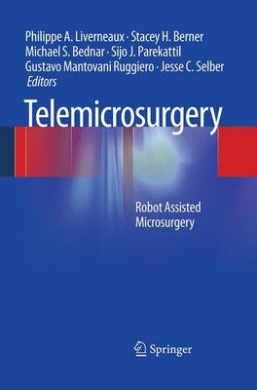 Philippe A. Liverneaux · Stacey H. Berner
Michael S. Bednar · Sijo J. Parekattil
Gustavo Mantovani Ruggiero · Jesse C. Selber
Editors
Telemicrosurgery
Robot Assisted
Microsurgery
Springer